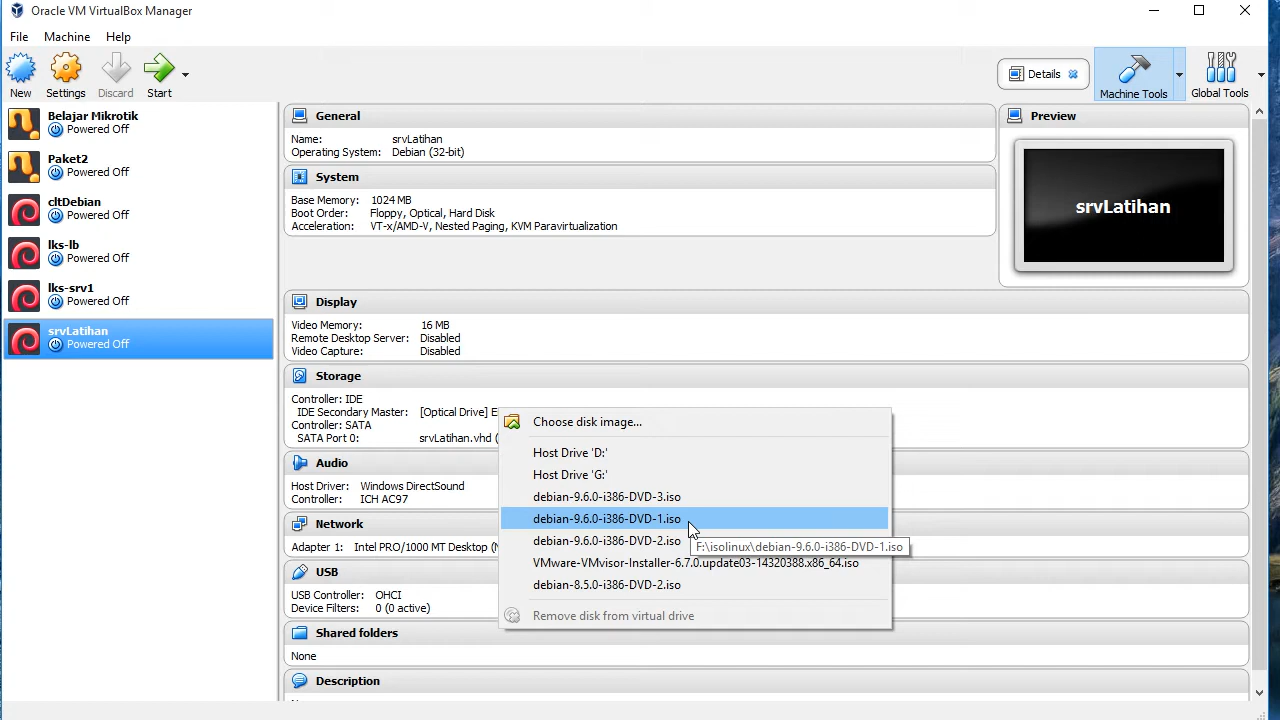 Oracle VM VirtualBox Manager
File Machine Help
New Settings Discard Start Details Machine Tools Global Tools
Belajar Mikrotik
Powered Off
Paket2
Powered Off
cltDebian
Powered Off
lks-lb
Powered Off
lks-srv1
Powered Off
srvLatihan
Powered Off
General
Name: srvLatihan
Operating System: Debian (32-bit)
System
Base Memory: 1024 MB
Boot Order: Floppy, Optical, Hard Disk
Acceleration: VT-x/AMD-V, Nested Paging, KVM Paravirtualization
Preview
srvLatihan
Display
Video Memory: 16 MB
Remote Desktop Server: Disabled
Video Capture: Disabled
Storage
Controller: IDE
IDE Secondary Master: [Optical Drive] E
Controller: SATA
SATA Port 0: srvLatihan.vhd (
Audio
Host Driver: Windows DirectSound
Controller: ICH AC97
Network
Adapter 1: Intel PRO/1000 MT Desktop (
USB
USB Controller: OHCI
Device Filters: 0 (0 active)
Shared folders
None
Description
Choose disk image...
Host Drive 'D:'
Host Drive 'G:'
debian-9.6.0-i386-DVD-3.iso
debian-9.6.0-i386-DVD-1.iso
debian-9.6.0-i386-DVD-2.iso
F:\isolinux\debian-9.6.0-i386-DVD-1.iso
VMware-VMvisor-Installer-6.7.0.update03-14320388.x86_64.iso
debian-8.5.0-i386-DVD-2.iso
Remove disk from virtual drive